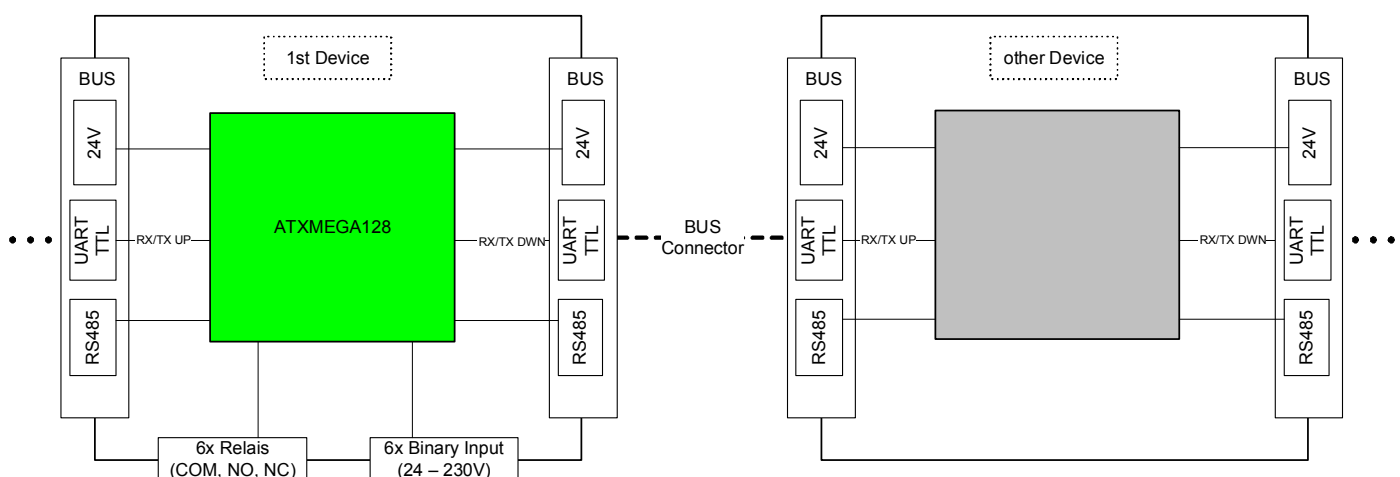 1st Device
BUS
24V
UART
TTL
RS485
RX/TX UP
ATXMEGA128
RX/TX DWN
BUS
24V
UART
TTL
RS485
6x Relais
(COM, NO, NC)
6x Binary Input
(24 – 230V)
BUS
Connector
other Device
BUS
24V
UART
TTL
RS485
RX/TX UP
RX/TX DWN
BUS
24V
UART
TTL
RS485